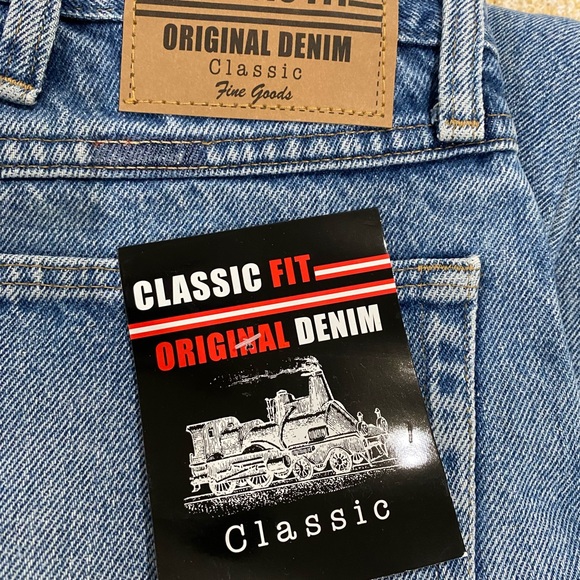 ORIGINAL DENIM
Classic
Fine Goods
CLASSIC FIT
ORIGINAL DENIM
Classic